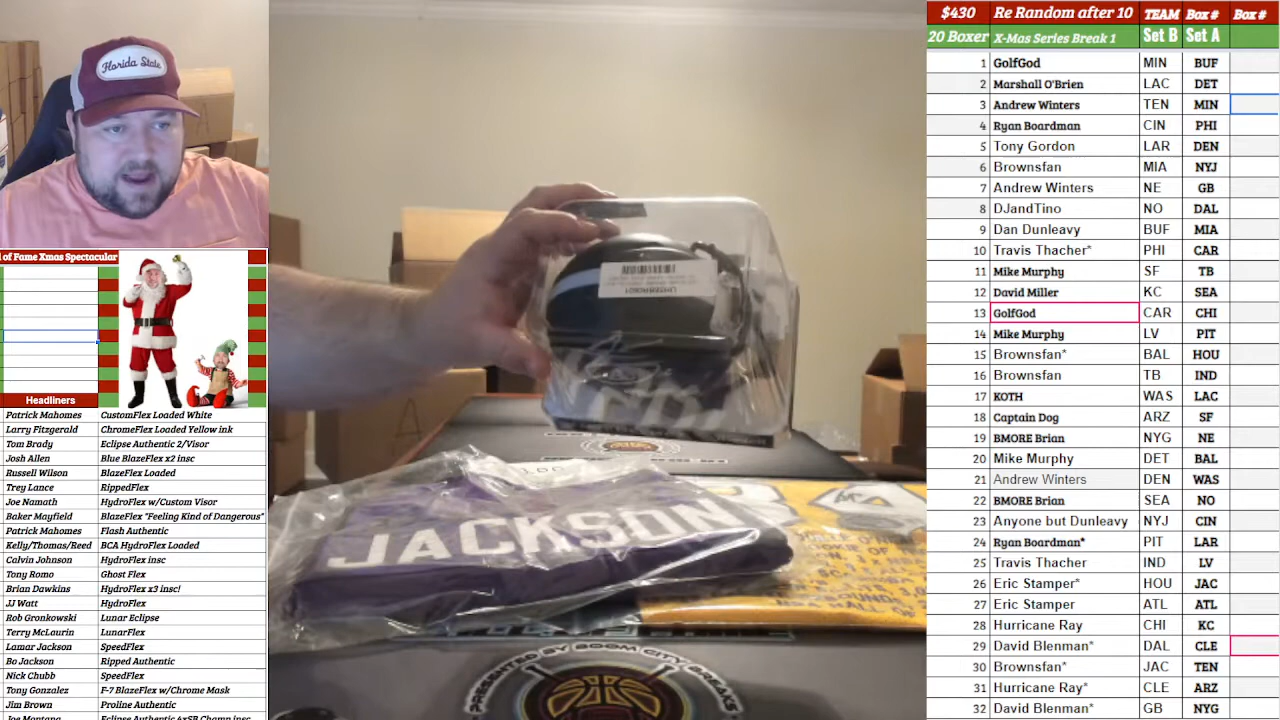 Florida State
l of Fame Xmas Spectacular
Headliners
Patrick Mahomes CustomFlex Loaded White
Larry Fitzgerald ChromeFlex Loaded Yellow ink
Tom Brady Eclipse Authentic 2/Visor
Josh Allen Blue BlazeFlex x2 insc
Russell Wilson BlazeFlex Loaded
Trey Lance RippedFlex
Joe Namath HydroFlex w/Custom Visor
Baker Mayfield BlazeFlex "Feeling Kind of Dangerous"
Patrick Mahomes Flash Authentic
Kelly/Thomas/Reed BCA HydroFlex Loaded
Calvin Johnson HydroFlex insc
Tony Romo Ghost Flex
Brian Dawkins HydroFlex x3 insc!
JJ Watt HydroFlex
Rob Gronkowski Lunar Eclipse
Terry McLaurin LunarFlex
Lamar Jackson SpeedFlex
Bo Jackson Ripped Authentic
Nick Chubb SpeedFlex
Tony Gonzalez F-7 BlazeFlex w/Chrome Mask
Jim Brown Proline Authentic
Joe Montana Eclipse Authentic 4xSB Champ insc
JACKSON
PRESENTED BY BOOM CITY BREAKS
$430 Re Random after 10 TEAM Box # Box #
20 Boxer X-Mas Series Break 1 Set B Set A
1 GolfGod MIN BUF
2 Marshall O'Brien LAC DET
3 Andrew Winters TEN MIN
4 Ryan Boardman CIN PHI
5 Tony Gordon LAR DEN
6 Brownsfan MIA NYJ
7 Andrew Winters NE GB
8 DJandTino NO DAL
9 Dan Dunleavy BUF MIA
10 Travis Thacher* PHI CAR
11 Mike Murphy SF TB
12 David Miller KC SEA
13 GolfGod CAR CHI
14 Mike Murphy LV PIT
15 Brownsfan* BAL HOU
16 Brownsfan TB IND
17 KOTH WAS LAC
18 Captain Dog ARZ SF
19 BMORE Brian NYG NE
20 Mike Murphy DET BAL
21 Andrew Winters DEN WAS
22 BMORE Brian SEA NO
23 Anyone but Dunleavy NYJ CIN
24 Ryan Boardman* PIT LAR
25 Travis Thacher IND LV
26 Eric Stamper* HOU JAC
27 Eric Stamper ATL ATL
28 Hurricane Ray CHI KC
29 David Blenman* DAL CLE
30 Brownsfan* JAC TEN
31 Hurricane Ray* CLE ARZ
32 David Blenman* GB NYG